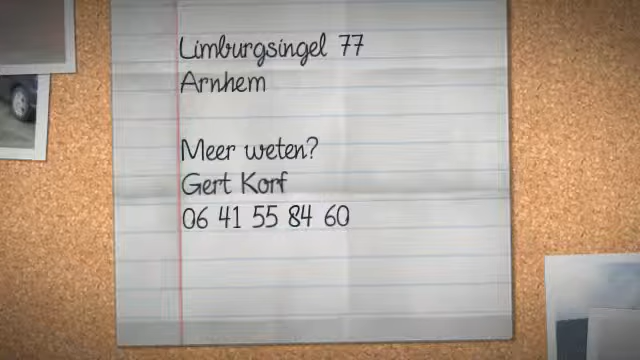 Limburgsingel 77
Arnhem
Meer weten?
Gert Korf
06 41 55 84 60